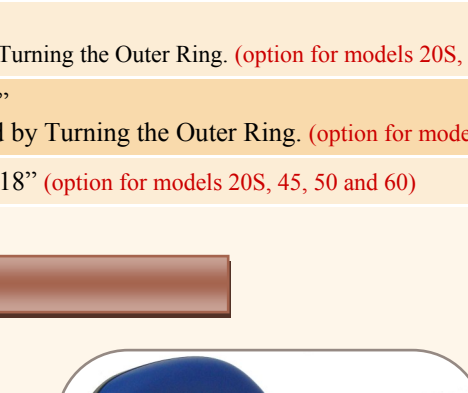 Turning the Outer Ring. (option for models 20S,
”
by Turning the Outer Ring. (option for
18” (option for models 20S, 45, 50 and 60)